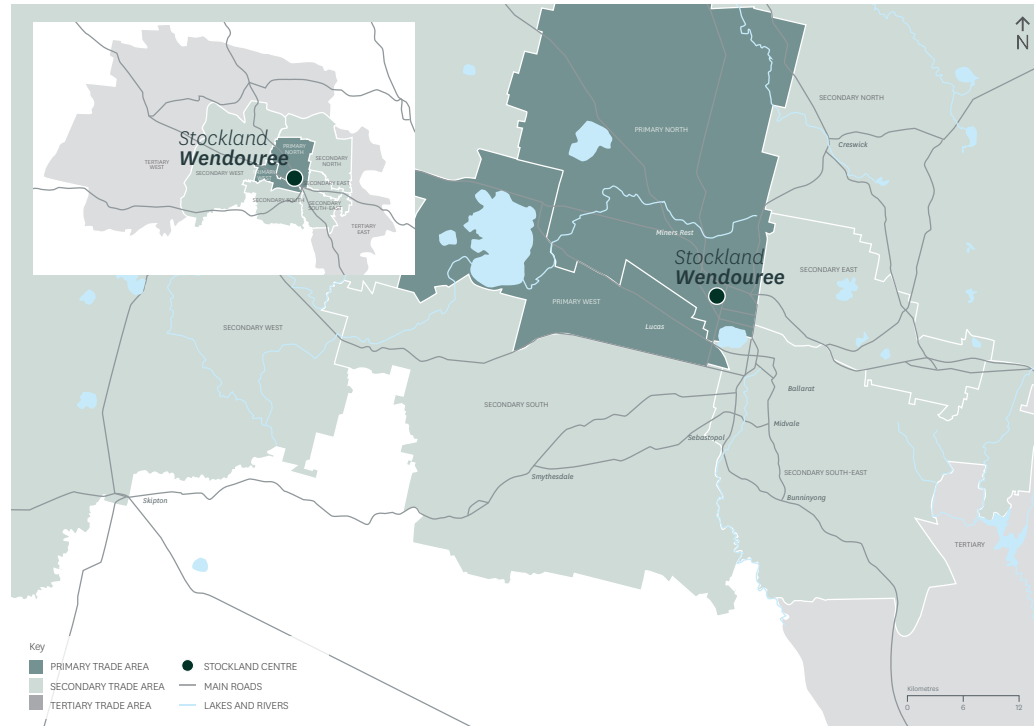 N
Stockland
Wendouree
PRIMARY
NORTH
SECONDARY
NORTH
TERTIARY
WEST
SECONDARY WEST
SECONDARY EAST
SECONDARY SOUTH
SECONDARY
SOUTH-EAST
TERTIARY
EAST
SECONDARY NORTH
PRIMARY NORTH
Creswick
Miners Rest
Stockland
Wendouree
SECONDARY EAST
PRIMARY WEST
Lucas
SECONDARY WEST
SECONDARY SOUTH
Ballarat
Midvale
Sebastopol
Smythesdale
SECONDARY SOUTH-EAST
Bunninyong
Skipton
TERTIARY
Key
PRIMARY TRADE AREA
SECONDARY TRADE AREA
TERTIARY TRADE AREA
STOCKLAND CENTRE
MAIN ROADS
LAKES AND RIVERS
Kilometres
0 6 12